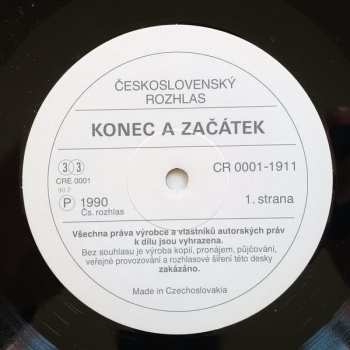 ČESKOSLOVENSKÝ
ROZHLAS
KONEC A ZAČÁTEK
33 CR 0001-1911
CRE 0001
90 2
P 1990 1. strana
Čs. rozhlas
Všechna práva výrobce a vlastníků autorských práv
k dílu jsou vyhrazena.
Bez souhlasu je výroba kopií, pronájem, půjčování,
veřejné provozování a rozhlasové šíření této desky
zakázáno.
Made in Czechoslovakia